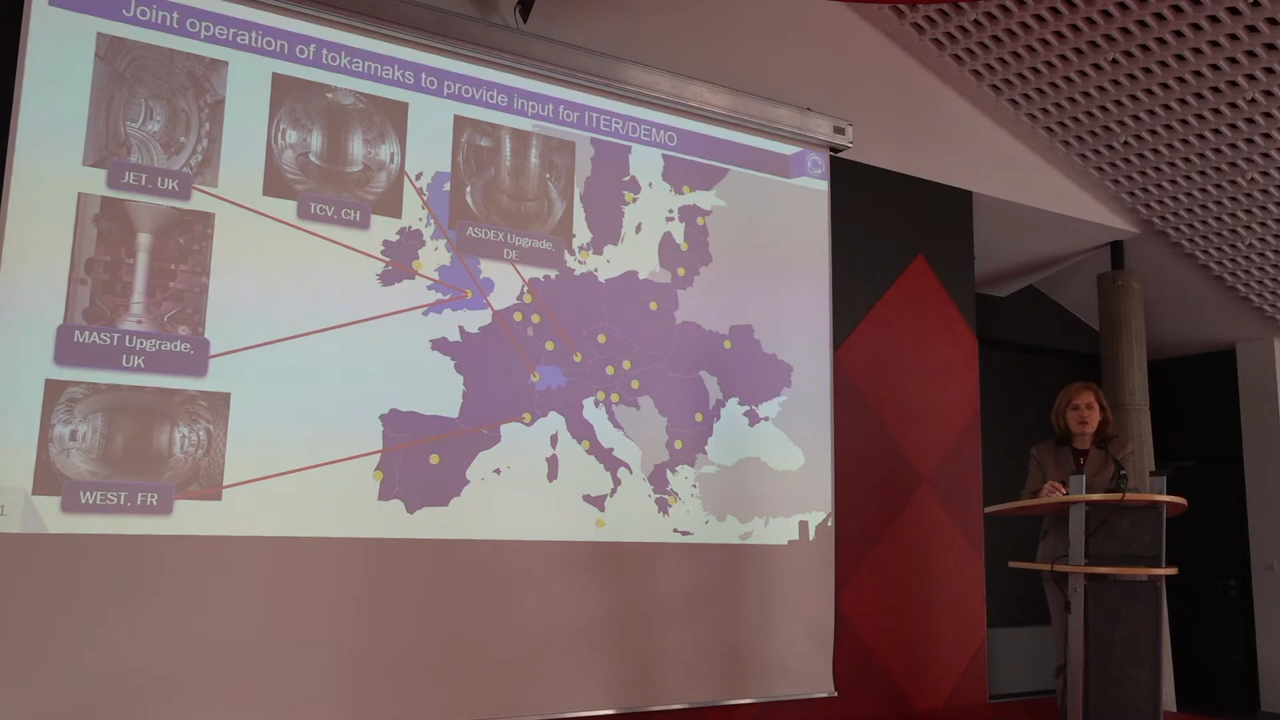 Joint operation of tokamaks to provide input for ITER/DEMO
JET, UK
TCV, CH
ASDEX Upgrade,
DE
MAST Upgrade,
UK
WEST, FR
1